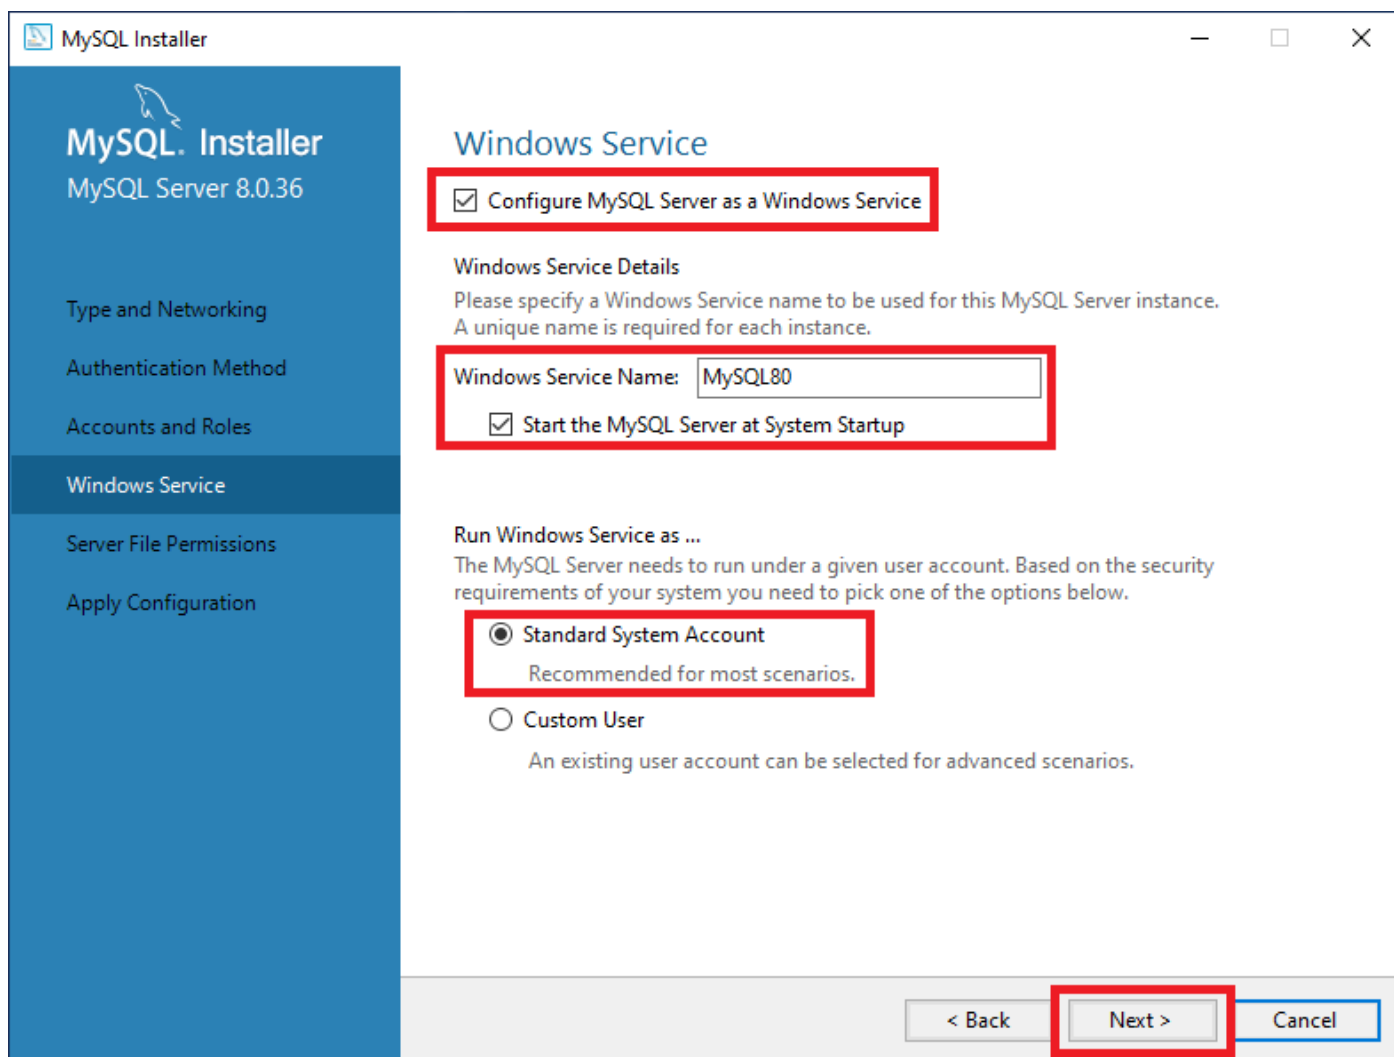 MySQL Installer
MySQL. Installer
MySQL Server 8.0.36
Type and Networking
Authentication Method
Accounts and Roles
Windows Service
Server File Permissions
Apply Configuration
Windows Service
Configure MySQL Server as a Windows Service
Windows Service Details
Please specify a Windows Service name to be used for this MySQL Server instance.
A unique name is required for each instance.
Windows Service Name: MySQL80
Start the MySQL Server at System Startup
Run Windows Service as ...
The MySQL Server needs to run under a given user account. Based on the security
requirements of your system you need to pick one of the options below.
Standard System Account
Recommended for most scenarios.
Custom User
An existing user account can be selected for advanced scenarios.
< Back Next > Cancel